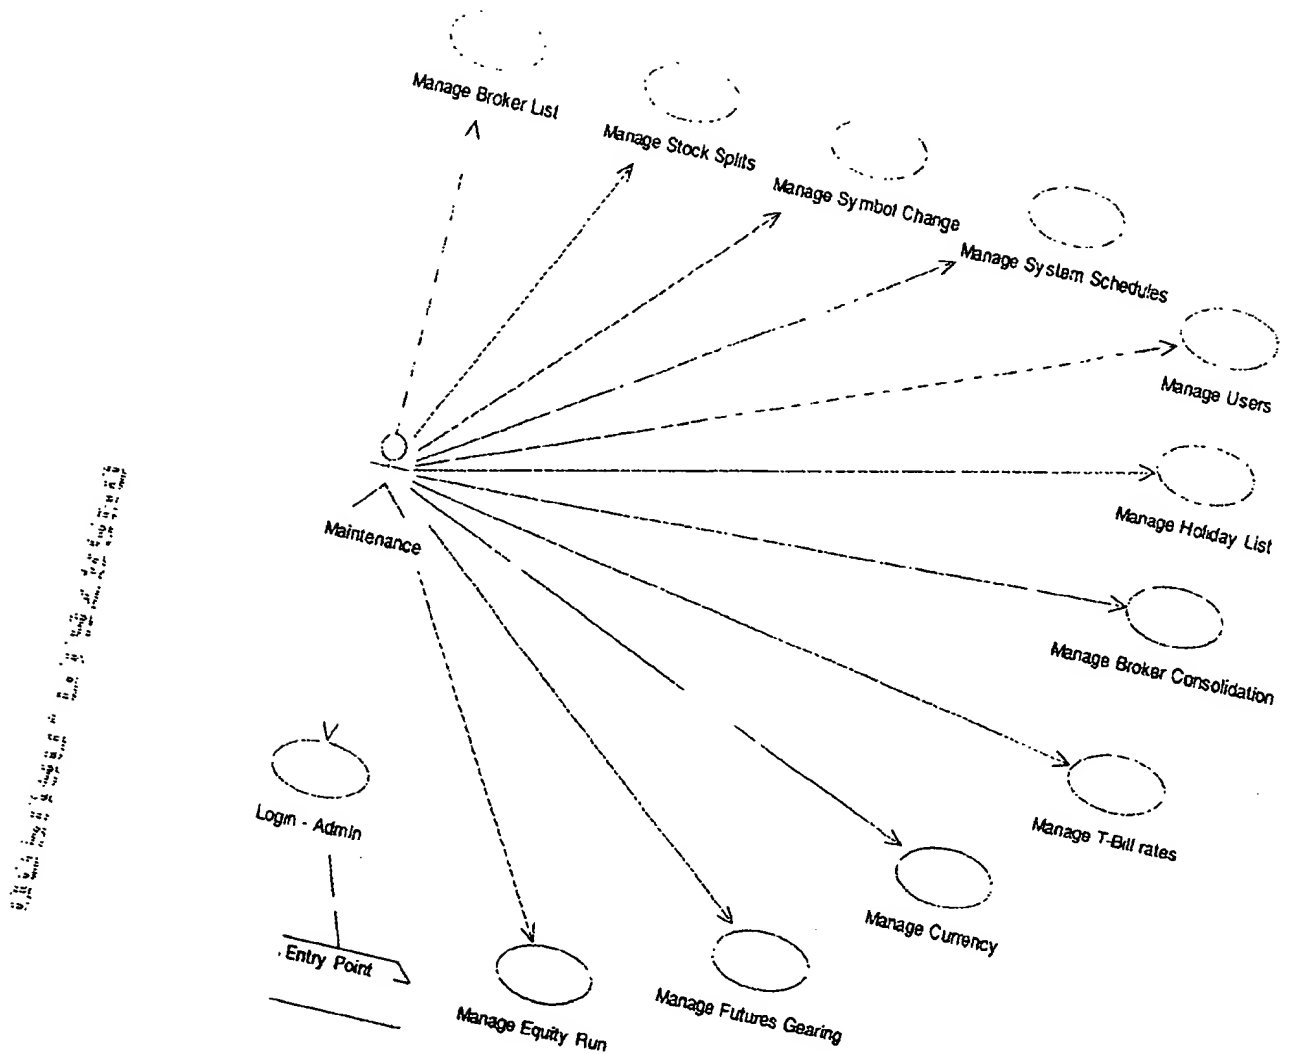 Manage Broker List
Manage Stock Splits
Manage Symbol Change
Manage System Schedules
Manage Users
Manage Holiday List
Maintenance
Manage Broker Consolidation
Login - Admin
Manage T-Bill rates
Manage Currency
Entry Point
Manage Futures Gearing
Manage Equity Run